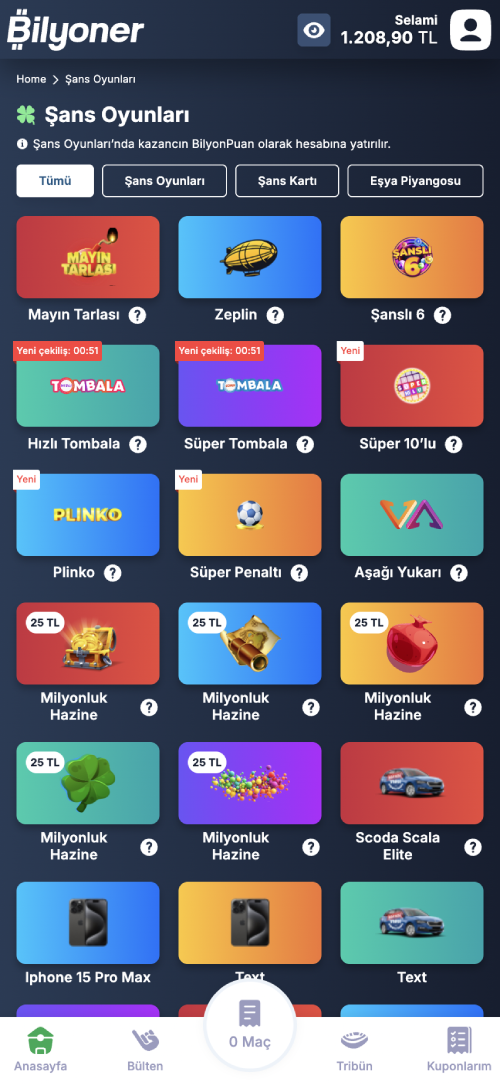 Bilyoner
Selami
1.208,90 TL
Home > Şans Oyunları
Şans Oyunları
Şans Oyunları'nda kazancın BilyonPuan olarak hesabına yatırılır.
Tümü
Şans Oyunları
Şans Kartı
Eşya Piyangosu
MAYIN
TARLASI
ŞANSLI
6
Mayın Tarlası ?
Zeplin ?
Şanslı 6 ?
Yeni çekiliş: 00:51
TOMBALA
Yeni çekiliş: 00:51
TOMBALA
Yeni
SÜPER
Hızlı Tombala ?
Süper Tombala ?
Süper 10'lu ?
Yeni
PLINKO
Yeni
Plinko ?
Süper Penaltı ?
Aşağı Yukarı ?
25 TL
25 TL
25 TL
Milyonluk
Hazine ?
Milyonluk
Hazine ?
Milyonluk
Hazine ?
25 TL
25 TL
Milyonluk
Hazine ?
Milyonluk
Hazine ?
Scoda Scala
Elite ?
Iphone 15 Pro Max
Text
Text
0 Maç
Anasayfa
Bülten
Tribün
Kuponlarım